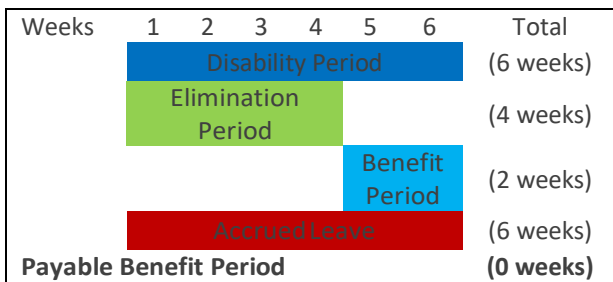 Weeks 1 2 3 4 5 6 Total
Disability Period (6 weeks)
Elimination
Period (4 weeks)
Benefit
Period (2 weeks)
Accrued Leave (6 weeks)
Payable Benefit Period (0 weeks)